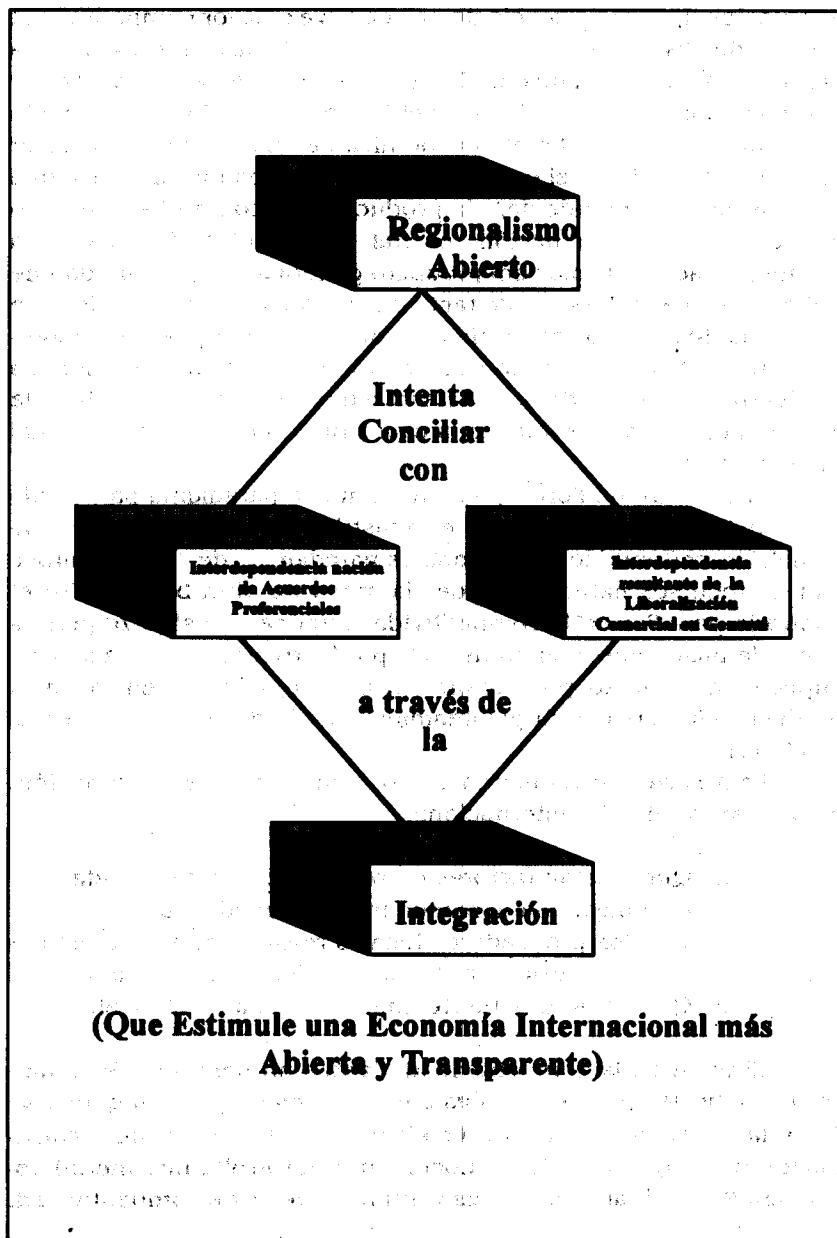 Regionalismo
Abierto
Intenta
Conciliar
con
Interdependencia nacida
de Acuerdos
Preferenciales
Interdependencia
resultante de la
Liberalización
Comercial en General
a través de
la
Integración
(Que Estimule una Economía Internacional más
Abierta y Transparente)